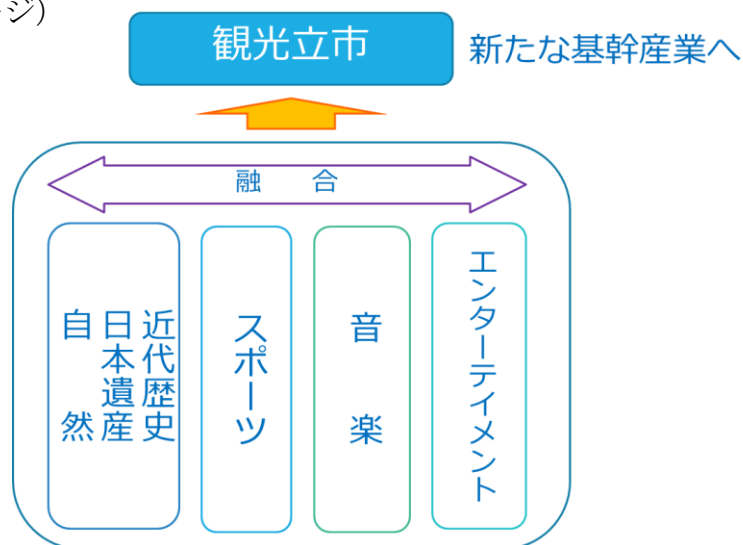 ジ)
観光立市
新たな基幹産業へ
融 合
近代歴史
日本遺産
自 然
スポーツ
音 楽
エンターテイメント